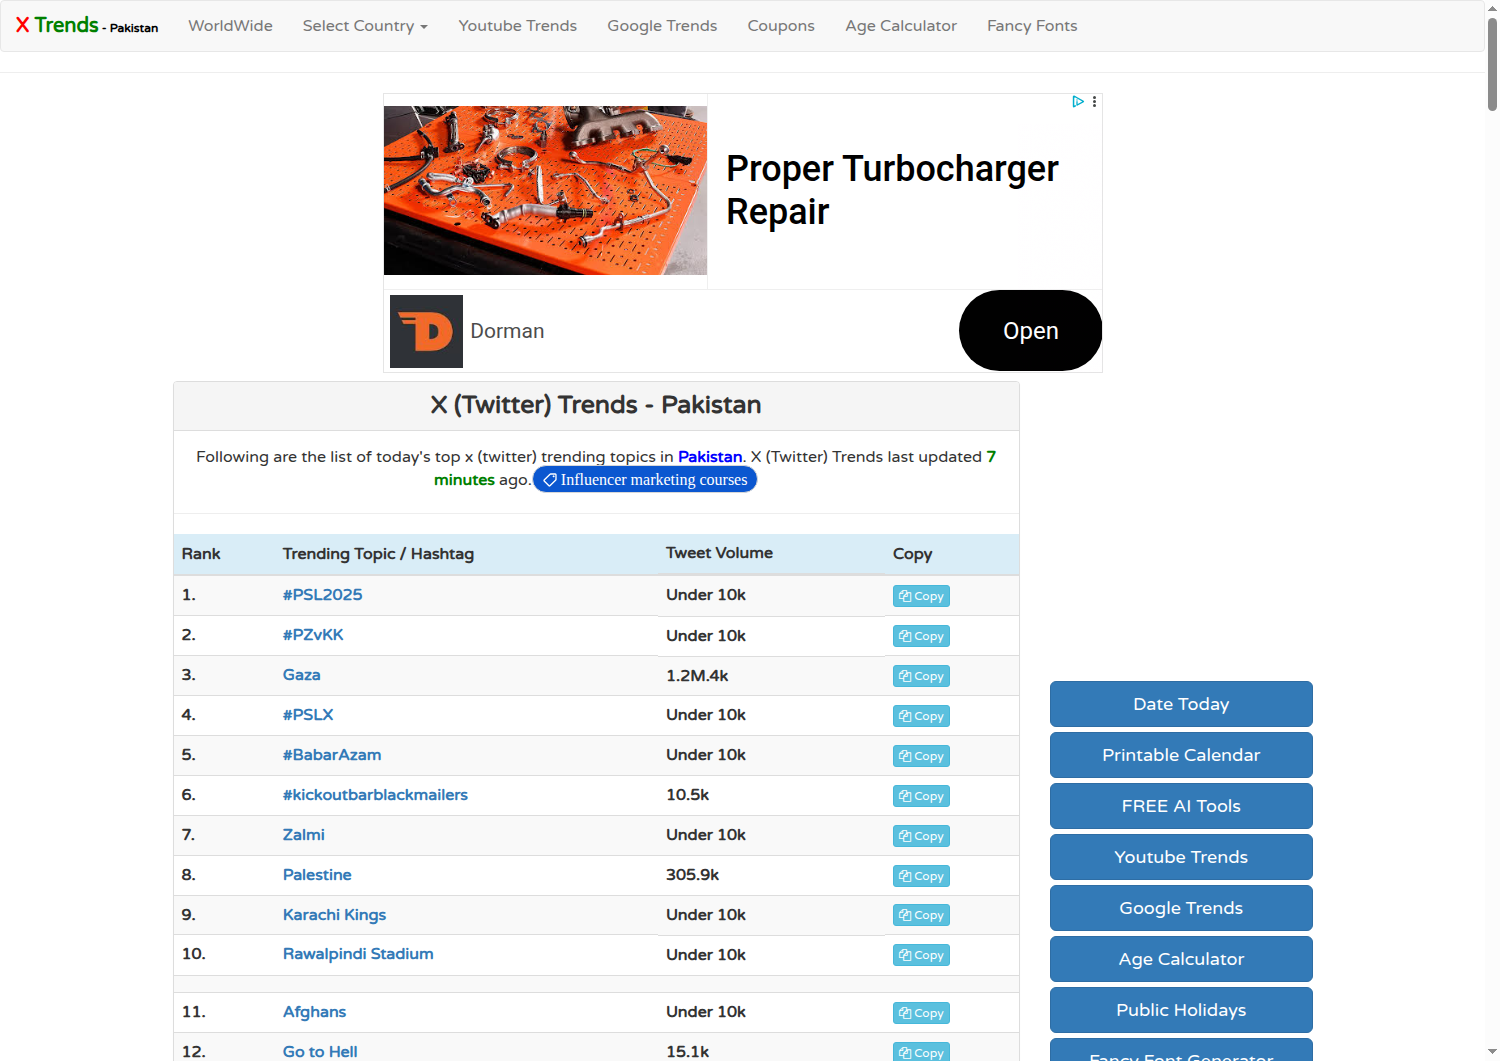 X Trends - Pakistan WorldWide Select Country Youtube Trends Google Trends Coupons Age Calculator Fancy Fonts
Proper Turbocharger
Repair
Dorman
Open
X (Twitter) Trends - Pakistan
Following are the list of today's top x (twitter) trending topics in Pakistan. X (Twitter) Trends last updated 7
minutes ago. Influencer marketing courses
Rank Trending Topic / Hashtag Tweet Volume Copy
1. #PSL2025 Under 10k Copy
2. #PZvKK Under 10k Copy
3. Gaza 1.2M.4k Copy
4. #PSLX Under 10k Copy
5. #BabarAzam Under 10k Copy
6. #kickoutbarblackmailers 10.5k Copy
7. Zalmi Under 10k Copy
8. Palestine 305.9k Copy
9. Karachi Kings Under 10k Copy
10. Rawalpindi Stadium Under 10k Copy
11. Afghans Under 10k Copy
12. Go to Hell 15.1k Copy
Date Today
Printable Calendar
FREE AI Tools
Youtube Trends
Google Trends
Age Calculator
Public Holidays
Fancy Font Generator